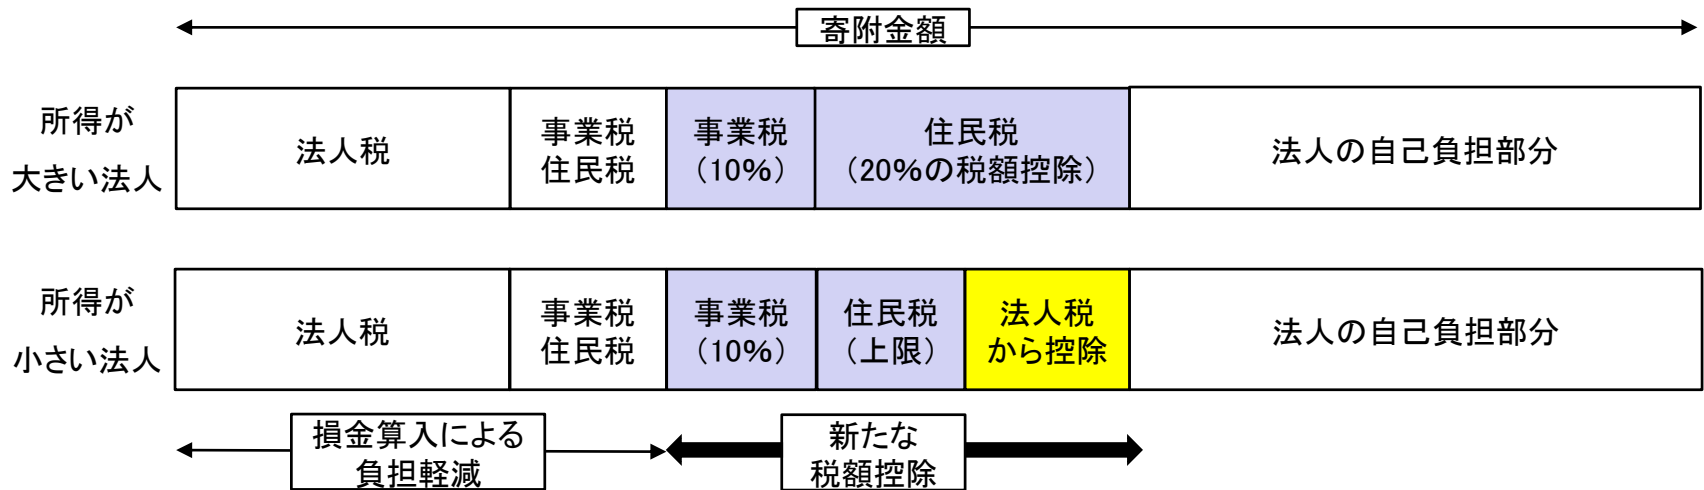 寄附金額
所得が
大きい法人
法人税
事業税
住民税
事業税
(10%)
住民税
(20%の税額控除)
法人の自己負担部分
所得が
小さい法人
法人税
事業税
住民税
事業税
(10%)
住民税
(上限)
法人税
から控除
法人の自己負担部分
損金算入による
負担軽減
新たな
税額控除